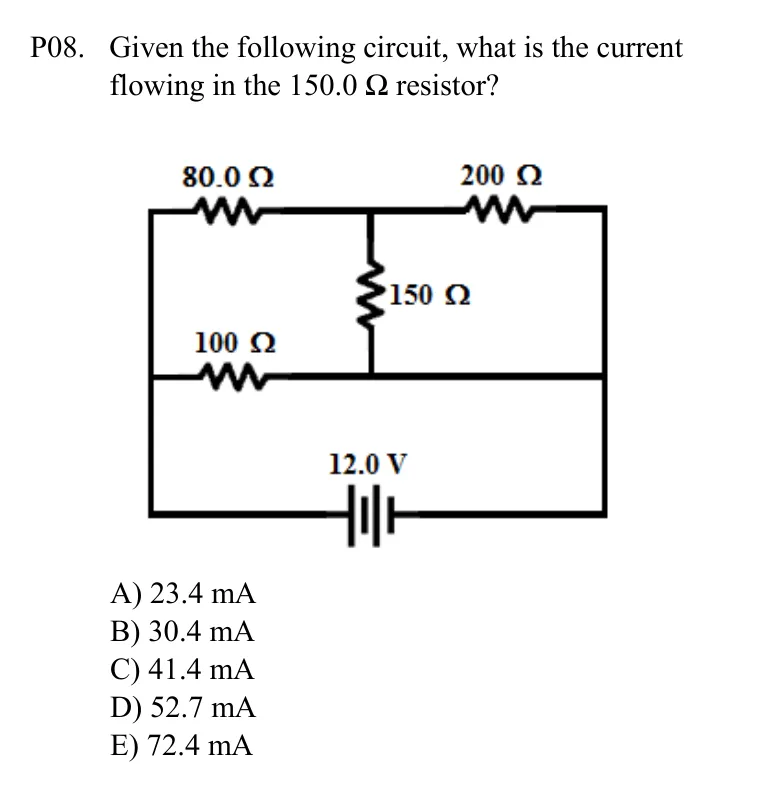 P08. Given the following circuit, what is the current
flowing in the 150.0 Ω resistor?
80.0 Ω
200 Ω
150 Ω
100 Ω
12.0 V
A) 23.4 mA
B) 30.4 mA
C) 41.4 mA
D) 52.7 mA
E) 72.4 mA